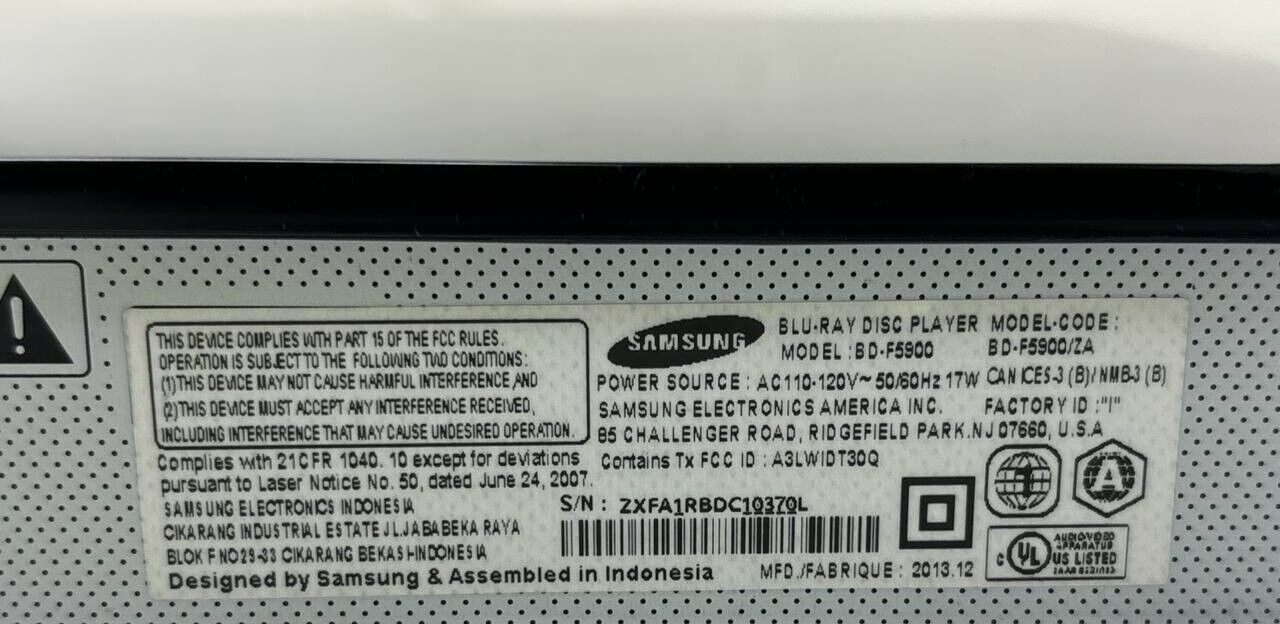 THIS DEVICE COMPLIES WITH PART 15 OF THE FCC RULES.
OPERATION IS SUBJECT TO THE FOLLOWING TWO CONDITIONS:
(1)THIS DEVICE MAY NOT CAUSE HARMFUL INTERFERENCE, AND
(2)THIS DEVICE MUST ACCEPT ANY INTERFERENCE RECEIVED,
INCLUDING INTERFERENCE THAT MAY CAUSE UNDESIRED OPERATION.
Complies with 21CFR 1040. 10 except for deviations
pursuant to Laser Notice No. 50, dated June 24, 2007.
SAMSUNG ELECTRONICS INDONESIA
CIKARANG INDUSTRIAL ESTATE JL.JABABEKA RAYA
BLOK F NO29-33 CIKARANG BEKASI-INDONESIA
Designed by Samsung & Assembled in Indonesia
SAMSUNG
BLU-RAY DISC PLAYER MODEL-CODE :
MODEL : BD-F5900 BD-F5900/ZA
POWER SOURCE : AC110-120V~ 50/60Hz 17W CAN ICES-3 (B) / NMB-3 (B)
SAMSUNG ELECTRONICS AMERICA INC. FACTORY ID : "I"
85 CHALLENGER ROAD, RIDGEFIELD PARK.NJ 07660, U.S.A
Contains Tx FCC ID : A3LWIDT30Q
S/N : ZXFA1RBDC10370L
MFD./FABRIQUE : 2013.12
1
A
C UL US LISTED
AUDIO/VIDEO
APPARATUS